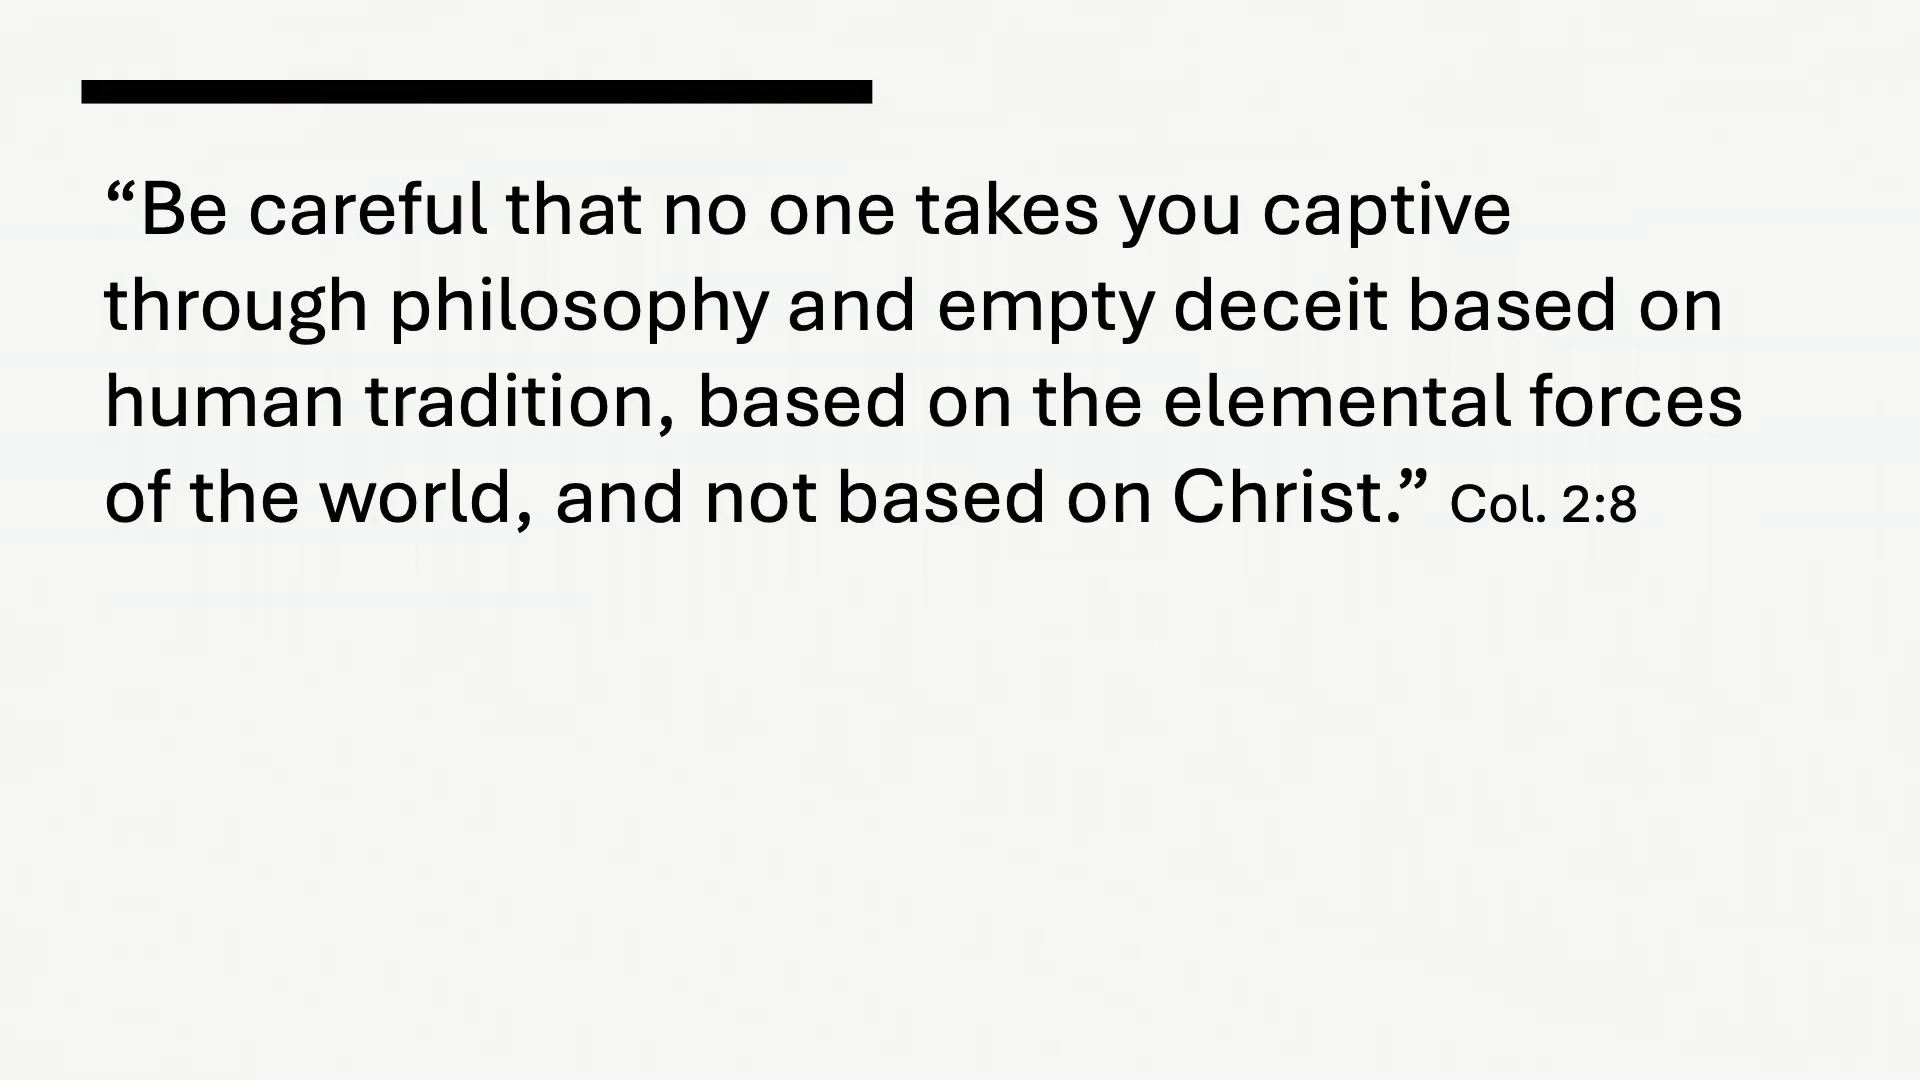 “Be careful that no one takes you captive
through philosophy and empty deceit based on
human tradition, based on the elemental forces
of the world, and not based on Christ.” Col. 2:8